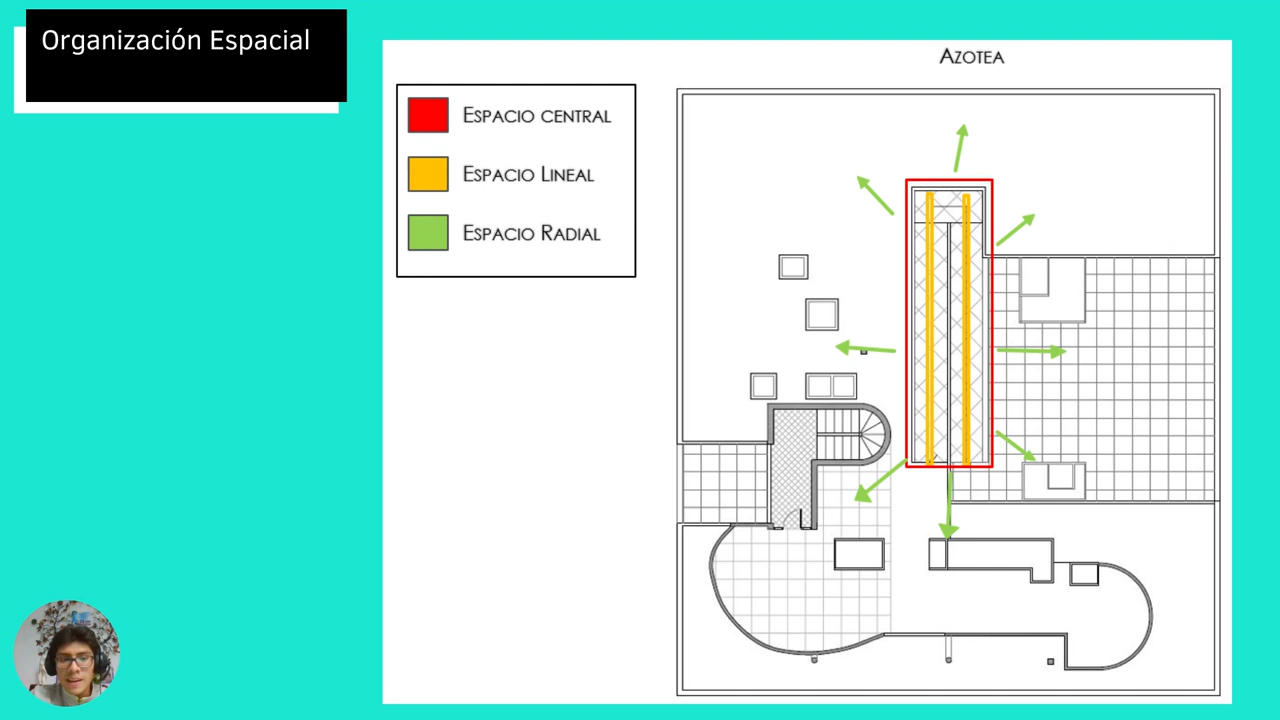 Organización Espacial
Azotea
Espacio central
Espacio Lineal
Espacio Radial